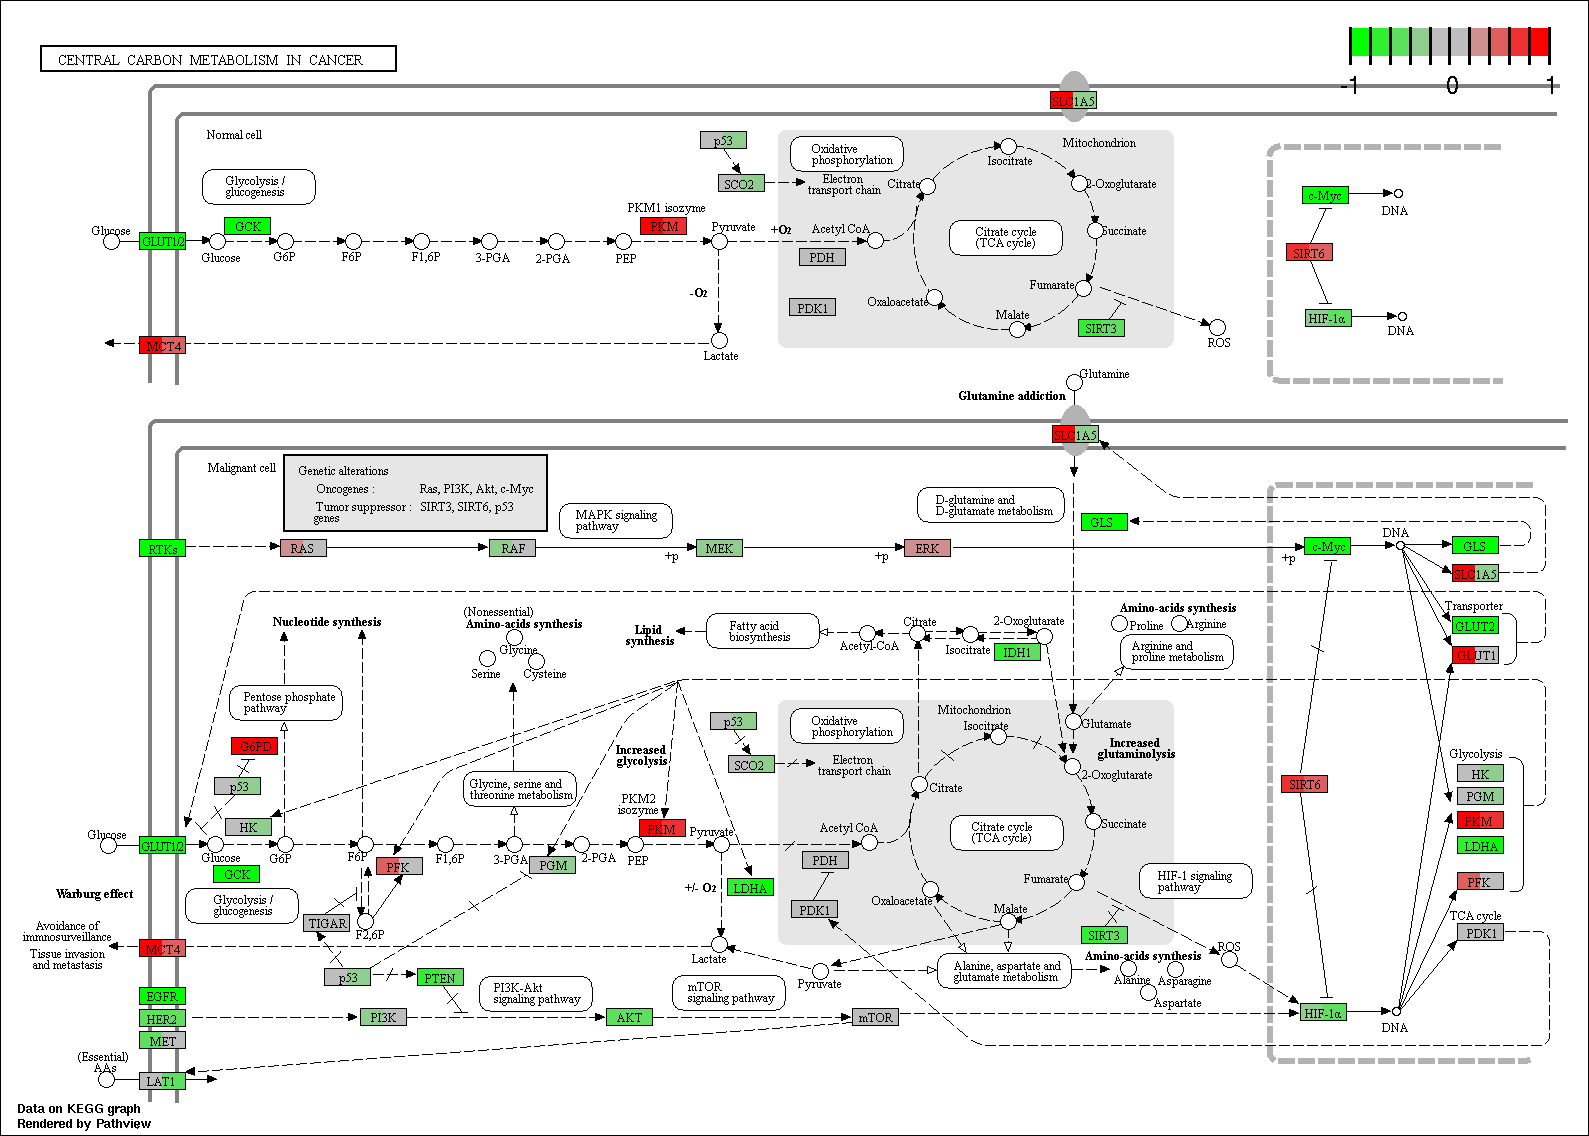 CENTRAL CARBON METABOLISM IN CANCER
-1 0 1
SLC1A5
Normal cell
p53
Oxidative
phosphorylation
Mitochondrion
Isocitrate
SCO2
Electron
transport chain
Citrate
2-Oxoglutarate
c-Myc
DNA
Glycolysis /
glucogenesis
PKM1 isozyme
GCK
PKM
Glucose
GLUT1/2
Pyruvate
+O2
Acetyl CoA
Citrate cycle
(TCA cycle)
Succinate
SIRT6
Glucose
G6P
F6P
F1,6P
3-PGA
2-PGA
PEP
PDH
-O2
PDK1
Oxaloacetate
Fumarate
Malate
SIRT3
HIF-1α
DNA
MCT4
Lactate
ROS
Glutamine
Glutamine addiction
SLC1A5
Malignant cell
Genetic alterations
Oncogenes : Ras, PI3K, Akt, c-Myc
Tumor suppressor : SIRT3, SIRT6, p53
genes
MAPK signaling
pathway
D-glutamine and
D-glutamate metabolism
GLS
RTKs
RAS
RAF
+p
MEK
+p
ERK
+p
c-Myc
DNA
GLS
SLC1A5
Transporter
GLUT2
GLUT1
Nucleotide synthesis
(Nonessential)
Amino-acids synthesis
Glycine
Serine
Cysteine
Lipid
synthesis
Fatty acid
biosynthesis
Acetyl-CoA
Citrate
Isocitrate
2-Oxoglutarate
IDH1
Amino-acids synthesis
Proline
Arginine
Arginine and
proline metabolism
Pentose phosphate
pathway
G6PD
p53
HK
Increased
glycolysis
Glycine, serine and
threonine metabolism
PKM2
isozyme
PKM
p53
SCO2
Oxidative
phosphorylation
Electron
transport chain
Mitochondrion
Isocitrate
Glutamate
Increased
glutaminolysis
2-Oxoglutarate
Citrate
Succinate
Citrate cycle
(TCA cycle)
SIRT6
Glycolysis
HK
PGM
PKM
LDHA
PFK
TCA cycle
PDK1
Glucose
GLUT1/2
Glucose
G6P
F6P
F1,6P
3-PGA
2-PGA
PEP
Pyruvate
Acetyl CoA
GCK
PFK
PGM
LDHA
+/- O2
PDH
PDK1
Fumarate
Oxaloacetate
Malate
SIRT3
HIF-1 signaling
pathway
Warburg effect
Glycolysis /
glucogenesis
TIGAR
F2,6P
Avoidance of
immnosurveillance
Tissue invasion
and metastasis
MCT4
Lactate
ROS
p53
PTEN
Pyruvate
Alanine, aspartate and
glutamate metabolism
Amino-acids synthesis
Alanine
Asparagine
Aspartate
EGFR
HER2
MET
PI3K
PI3K-Akt
signaling pathway
AKT
mTOR
signaling pathway
mTOR
HIF-1α
DNA
(Essential)
AAs
LAT1
Data on KEGG graph
Rendered by Pathview